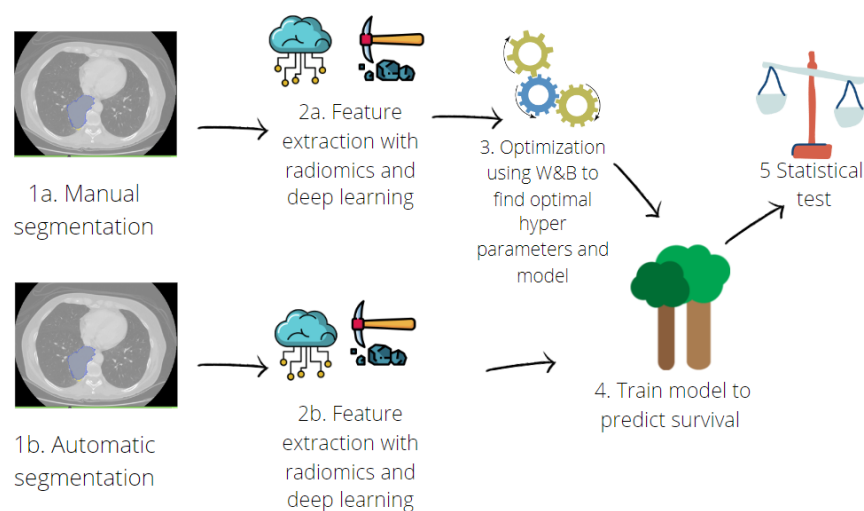 1a. Manual
segmentation
2a. Feature
extraction with
radiomics and
deep learning
3. Optimization
using W&B to
find optimal
hyper
parameters and
model
5 Statistical
test
1b. Automatic
segmentation
2b. Feature
extraction with
radiomics and
deep learning
4. Train model to
predict survival